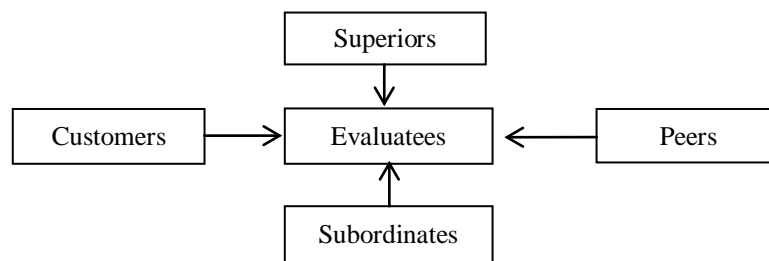 Superiors
Customers
Evaluatees
Peers
Subordinates